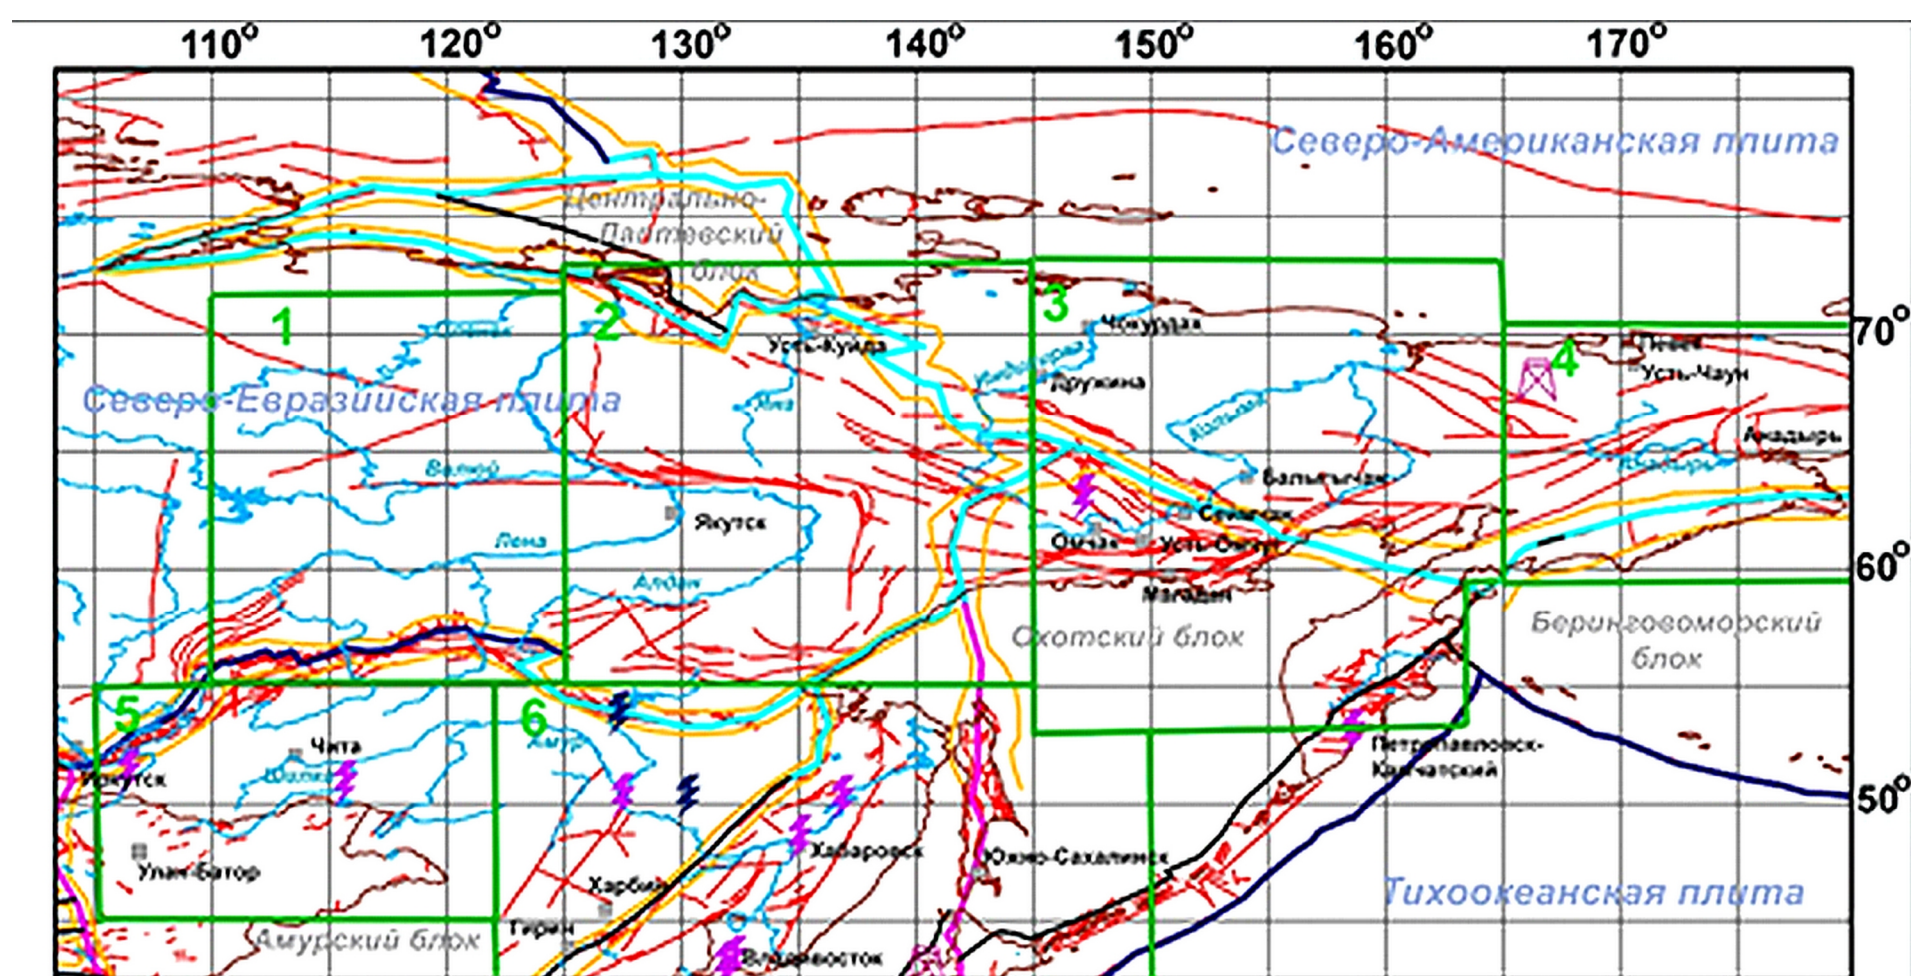 110° 120° 130° 140° 150° 160° 170°
Северо-Американская плита
Центрально-
Лаптевский
блок
1
2
3
4
70°
Чокурдах
Усть-Куйда
Певек
Усть-Чаун
Индигирка
Дружина
Северо-Евразийская плита
Яна
Анадырь
Вилюй
Анадырь
Балыгычан
Якутск
Сеймчан
Лена
Омчак
Усть-Омчуг
60°
Алдан
Магадан
Охотский блок
Беринговоморский
блок
5
6
Чита
Амур
Шилка
Иркутск
Петропавловск-
Камчатский
50°
Улан-Батор
Хабаровск
Южно-Сахалинск
Харбин
Тихоокеанская плита
Гирин
Амурский блок
Владивосток